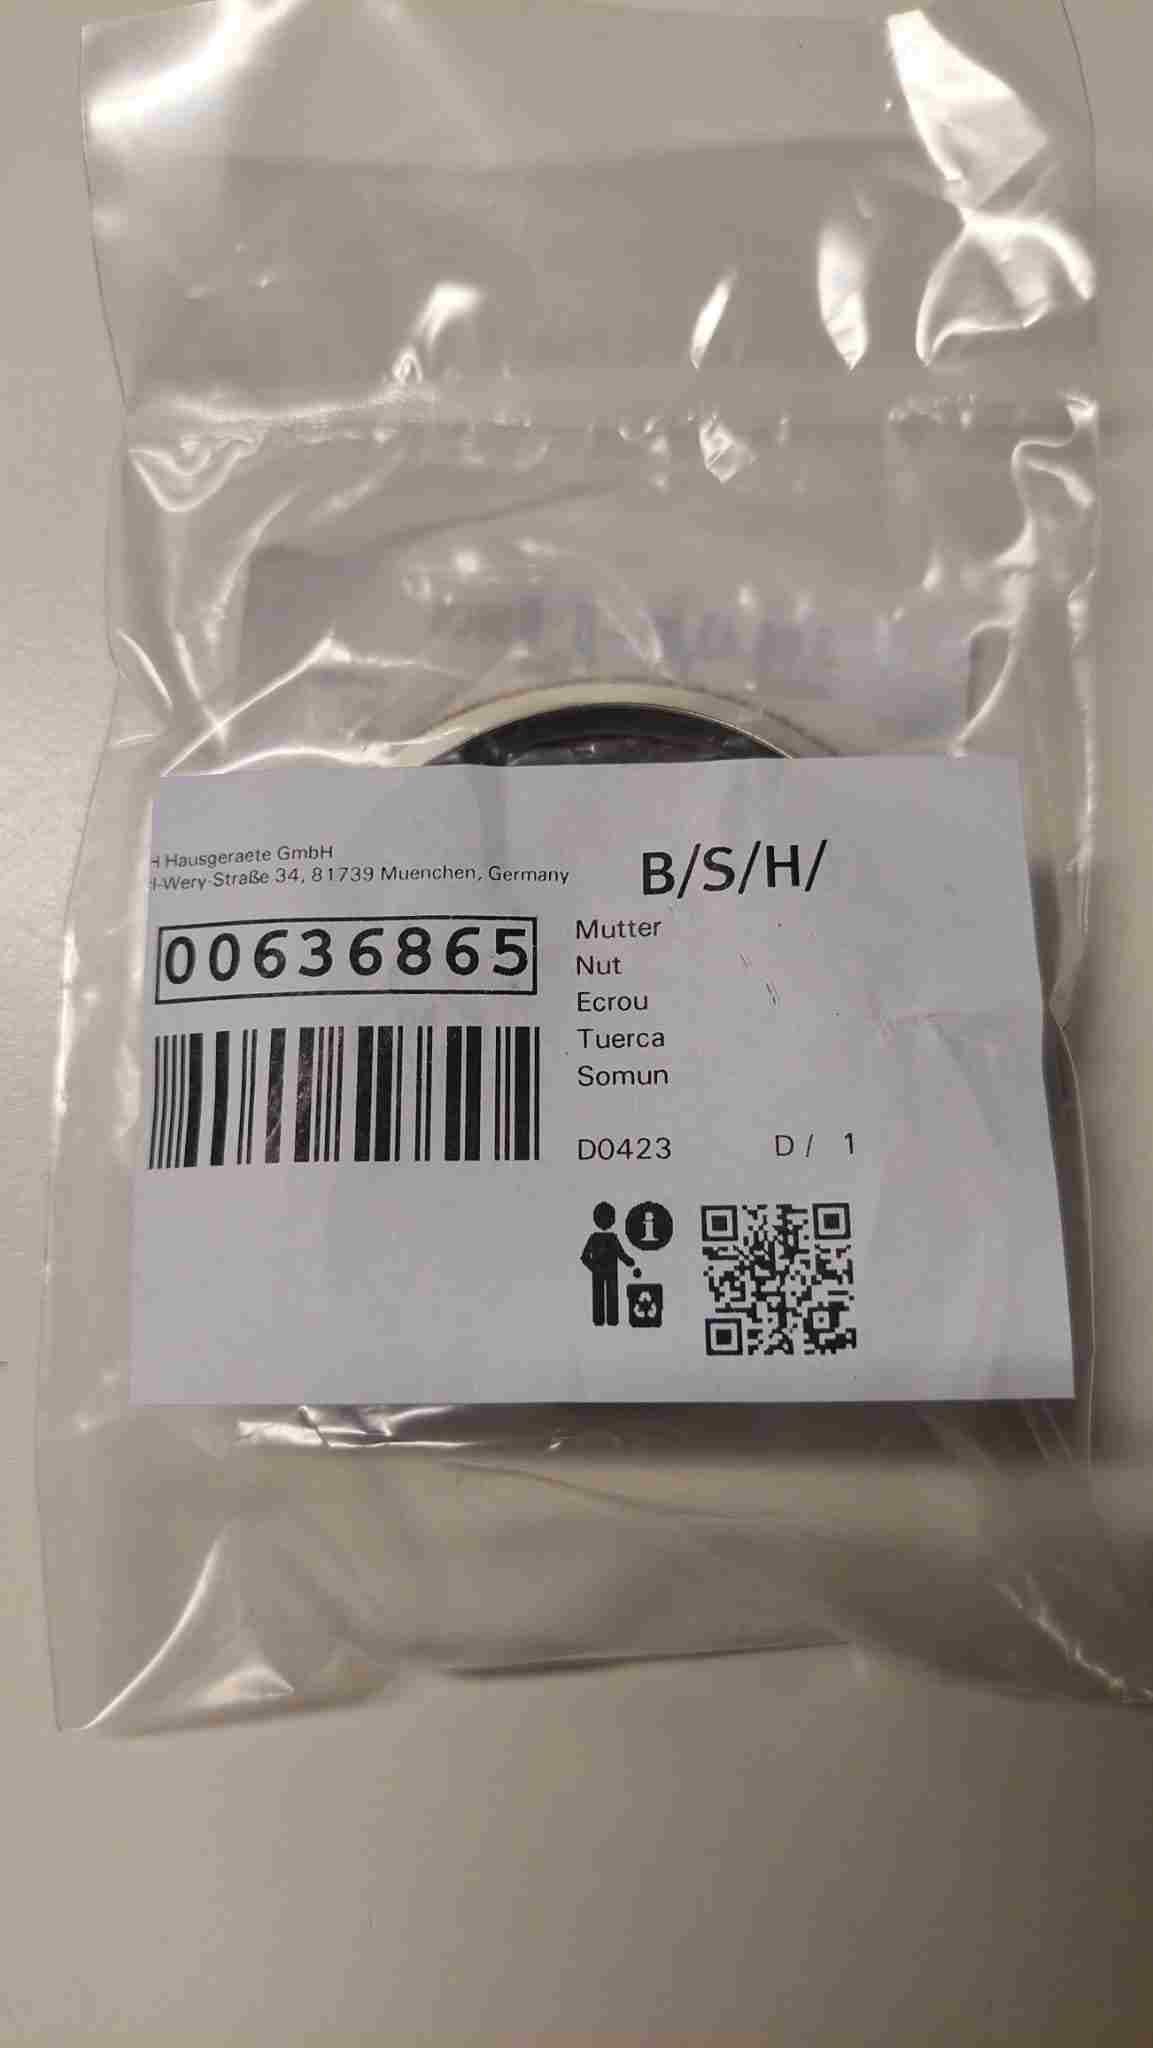 H Hausgeraete GmbH
l-Wery-Straße 34, 81739 Muenchen, Germany
B/S/H/
00636865
Mutter
Nut
Ecrou
Tuerca
Somun
D0423 D / 1